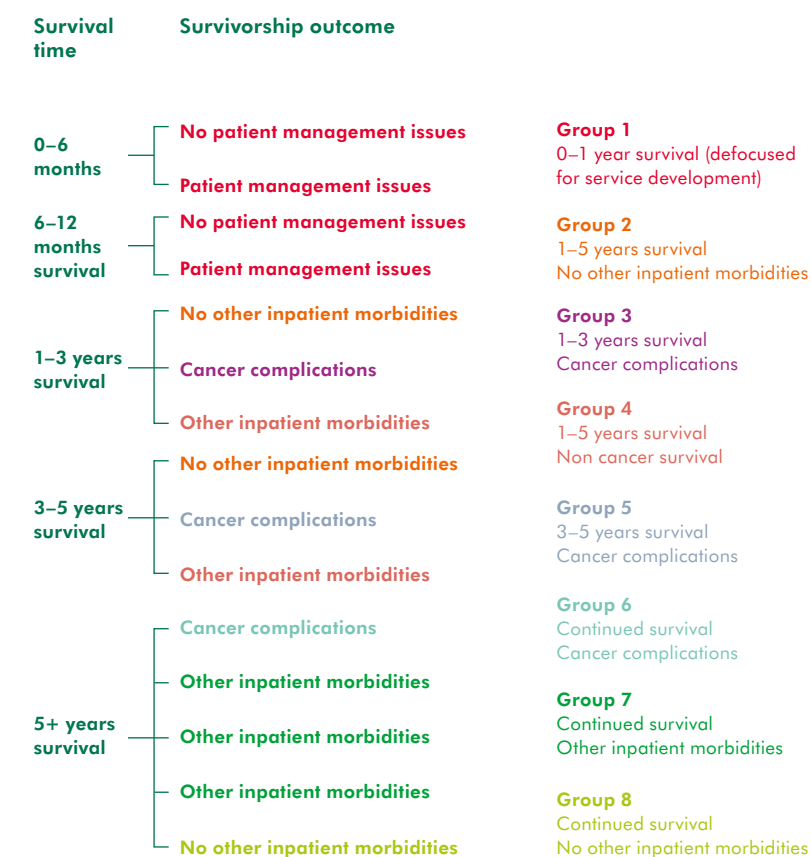 Survival
time
Survivorship outcome
0–6
months
No patient management issues
Patient management issues
6–12
months
survival
No patient management issues
Patient management issues
1–3 years
survival
No other inpatient morbidities
Cancer complications
Other inpatient morbidities
3–5 years
survival
No other inpatient morbidities
Cancer complications
Other inpatient morbidities
5+ years
survival
Cancer complications
Other inpatient morbidities
Other inpatient morbidities
Other inpatient morbidities
No other inpatient morbidities
Group 1
0–1 year survival (defocused
for service development)
Group 2
1–5 years survival
No other inpatient morbidities
Group 3
1–3 years survival
Cancer complications
Group 4
1–5 years survival
Non cancer survival
Group 5
3–5 years survival
Cancer complications
Group 6
Continued survival
Cancer complications
Group 7
Continued survival
Other inpatient morbidities
Group 8
Continued survival
No other inpatient morbidities